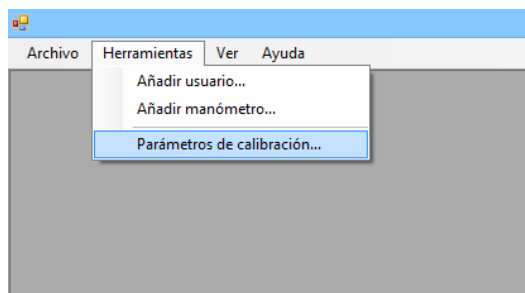 Archivo Herramientas Ver Ayuda
Añadir usuario...
Añadir manómetro...
Parámetros de calibración...